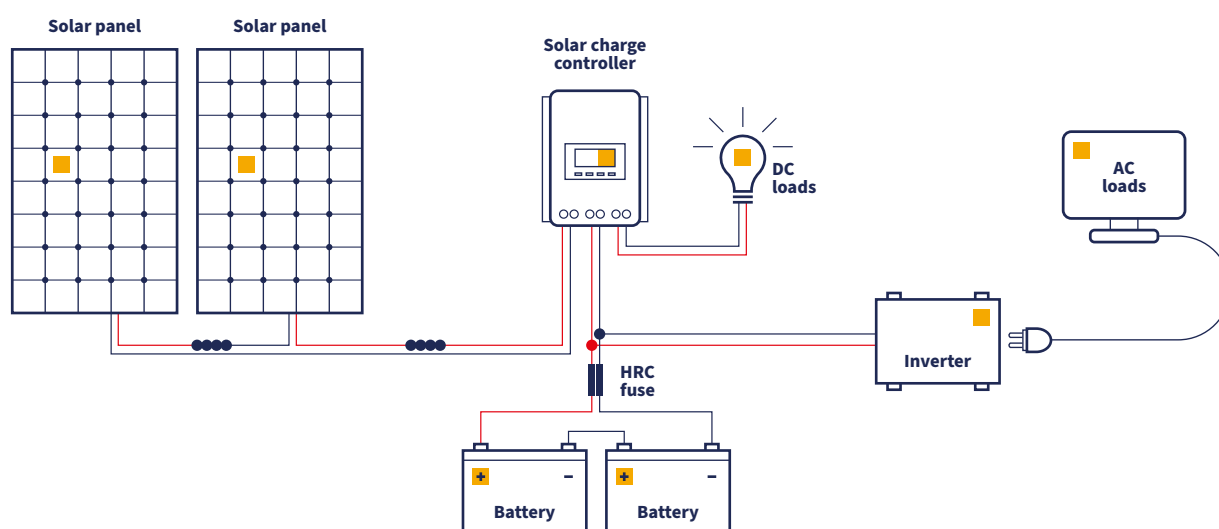 Solar panel
Solar panel
Solar charge
controller
DC
loads
AC
loads
Inverter
HRC
fuse
+
−
+
−
Battery
Battery